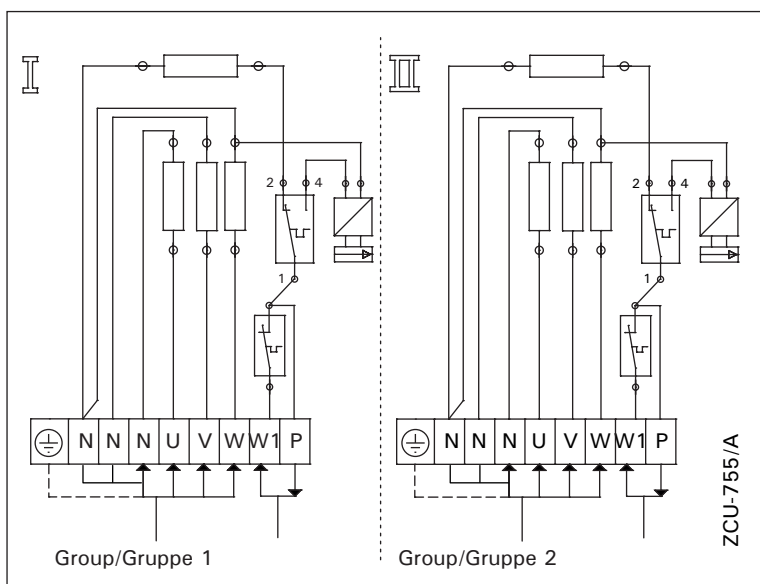 I
II
2 4
2 4
1
1
N N N U V W W1 P
N N N U V W W1 P
Group/Gruppe 1
Group/Gruppe 2
ZCU-755/A